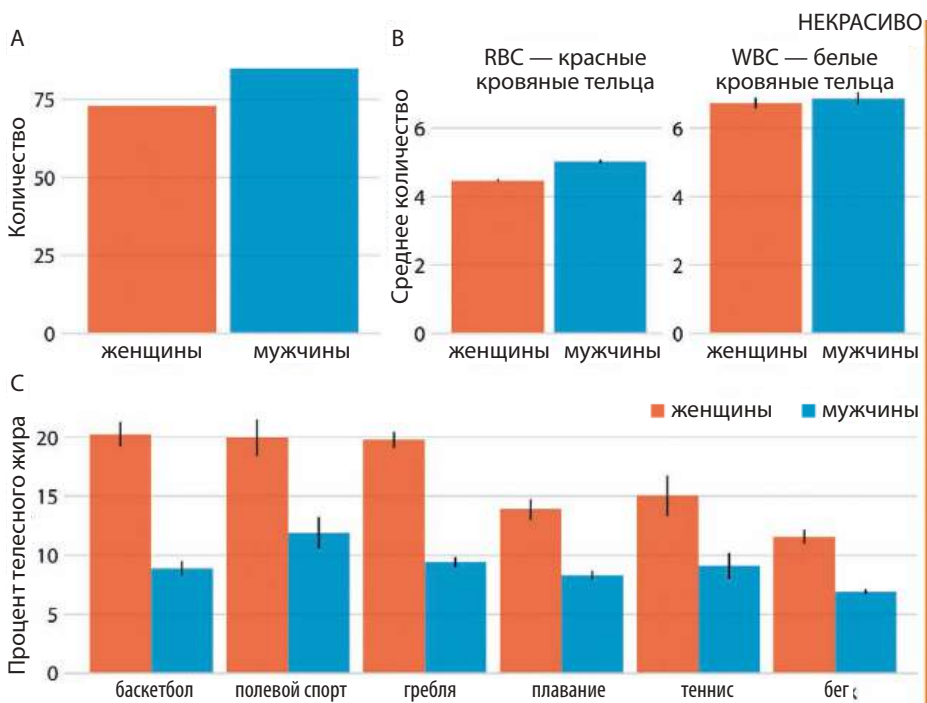 НЕКРАСИВО
A
Количество
75
50
25
0
женщины мужчины
B
Среднее количество
RBC — красные
кровяные тельца
6
4
2
0
женщины мужчины
WBC — белые
кровяные тельца
6
4
2
0
женщины мужчины
C
женщины мужчины
Процент телесного жира
20
15
10
5
0
баскетбол полевой спорт гребля плавание теннис бег